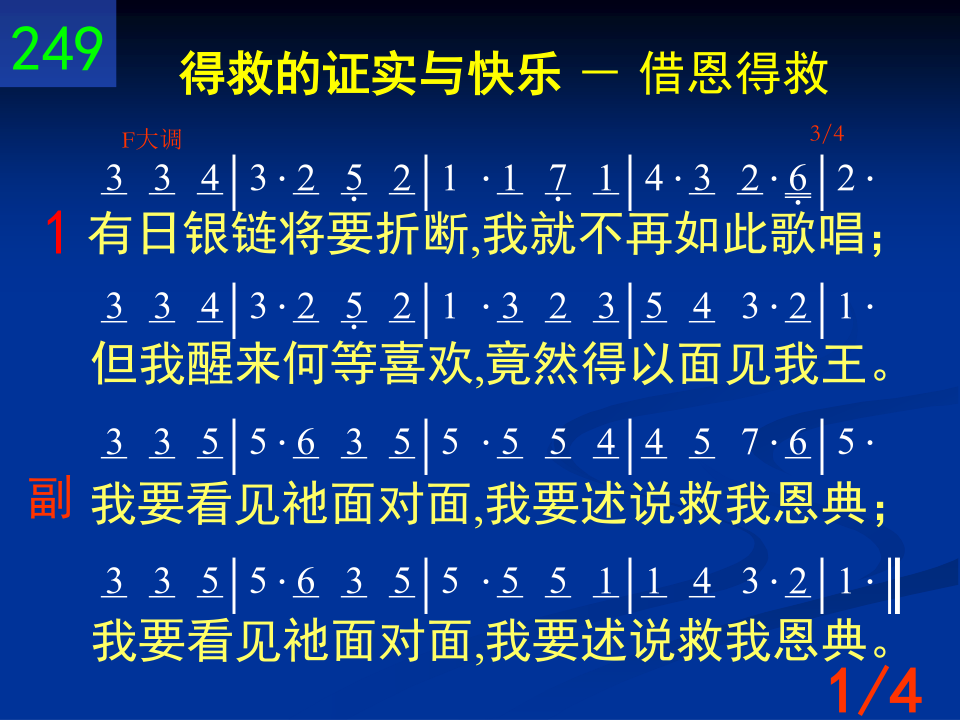 249
得救的证实与快乐 － 借恩得救
F大调
3/4
3 3 4|3·2 5 2|1 ·1 7 1|4·3 2·6|2·
1 有日银链将要折断,我就不再如此歌唱；
3 3 4|3·2 5 2|1 ·3 2 3|5 4 3·2|1·
但我醒来何等喜欢,竟然得以面见我王。
3 3 5|5·6 3 5|5 ·5 5 4|4 5 7·6|5·
副 我要看见祂面对面,我要述说救我恩典；
3 3 5|5·6 3 5|5 ·5 5 1|1 4 3·2|1·‖
我要看见祂面对面,我要述说救我恩典。
1/4